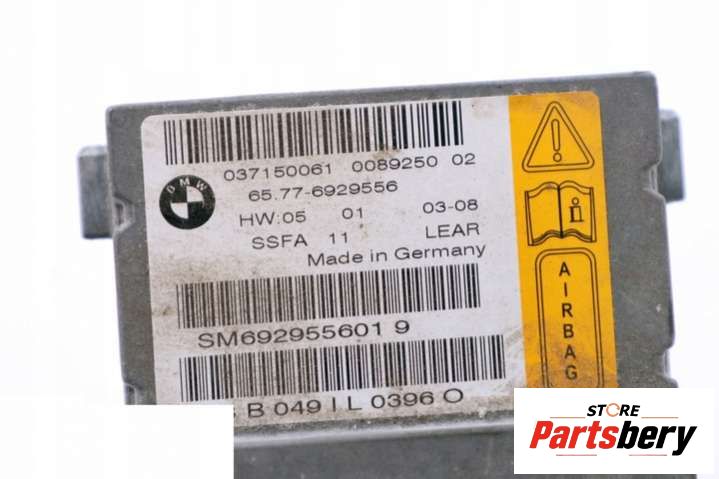 037150061 0089250 02
65.77-6929556
BMW
HW:05 01 03-08
SSFA 11 LEAR
Made in Germany
SM692955601 9
B 049 I L 0396 O
AIRBAG
STORE
Partsbery